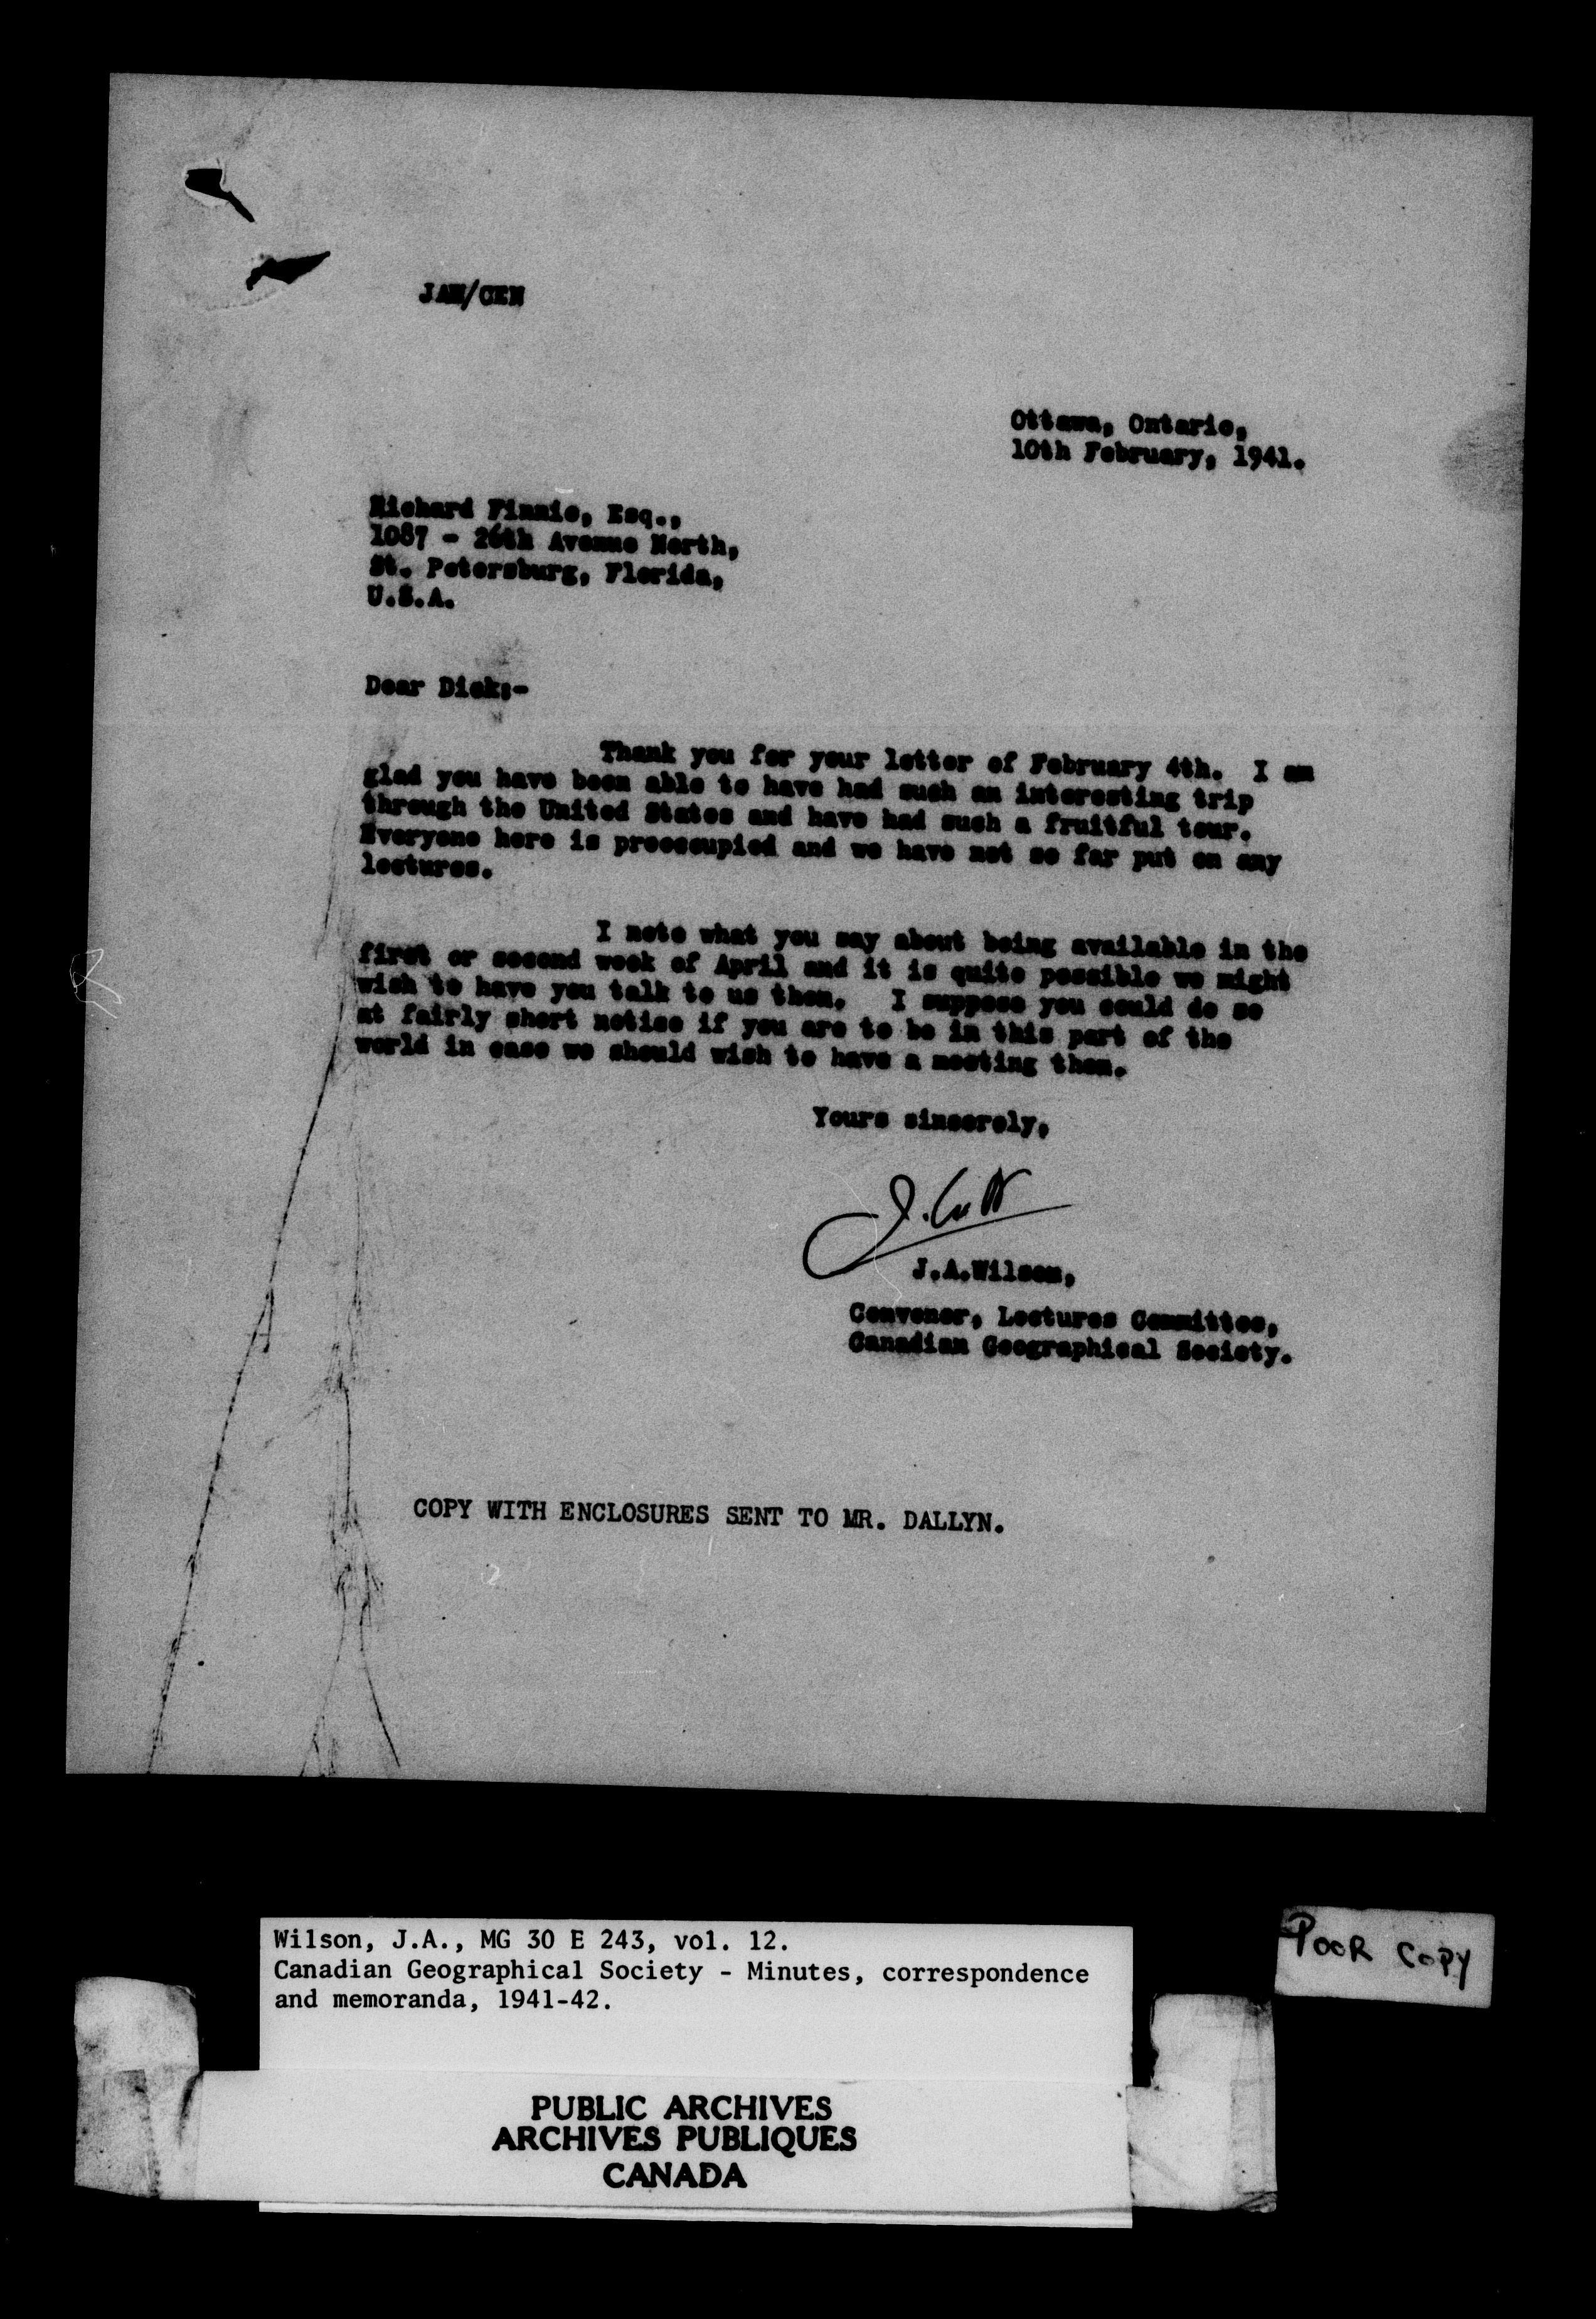 JAW/CEN
Ottawa, Ontario,
10th February, 1941.
Richard Finnie, Esq.,
1087 - 26th Avenue North,
St. Petersburg, Florida,
U.S.A.
Dear Dick:-
Thank you for your letter of February 4th. I am
glad you have been able to have had such an interesting trip
through the United States and have had such a fruitful tour.
Everyone here is preoccupied and we have not so far put on any
lectures.
I note what you say about being available in the
first or second week of April and it is quite possible we might
wish to have you talk to us then. I suppose you could do so
at fairly short notice if you are to be in this part of the
world in case we should wish to have a meeting then.
Yours sincerely,
J.A.Wilson,
Convener, Lectures Committee,
Canadian Geographical Society.
COPY WITH ENCLOSURES SENT TO MR. DALLYN.
Wilson, J.A., MG 30 E 243, vol. 12.
Canadian Geographical Society - Minutes, correspondence
and memoranda, 1941-42.
POOR COPY
PUBLIC ARCHIVES
ARCHIVES PUBLIQUES
CANADA